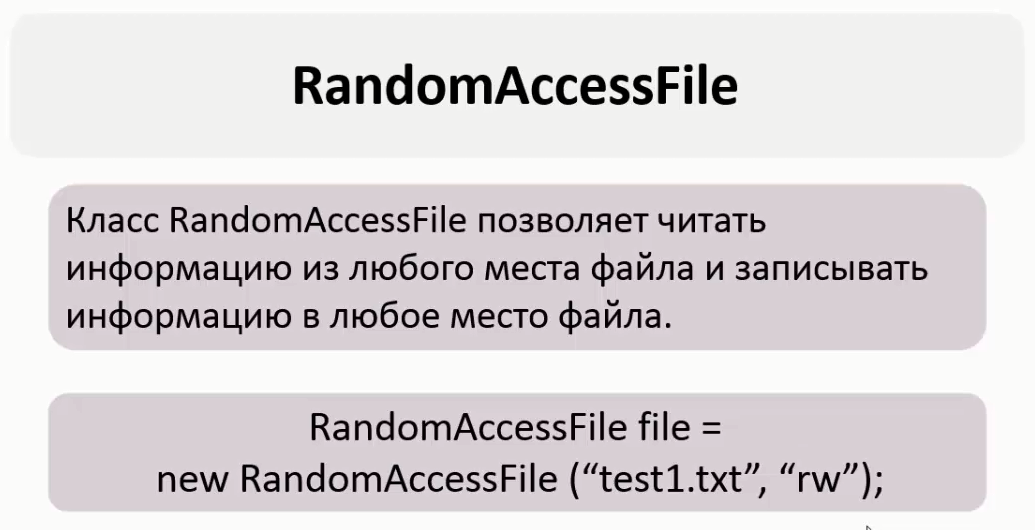 RandomAccessFile
Класс RandomAccessFile позволяет читать
информацию из любого места файла и записывать
информацию в любое место файла.
RandomAccessFile file =
new RandomAccessFile (“test1.txt”, “rw”);